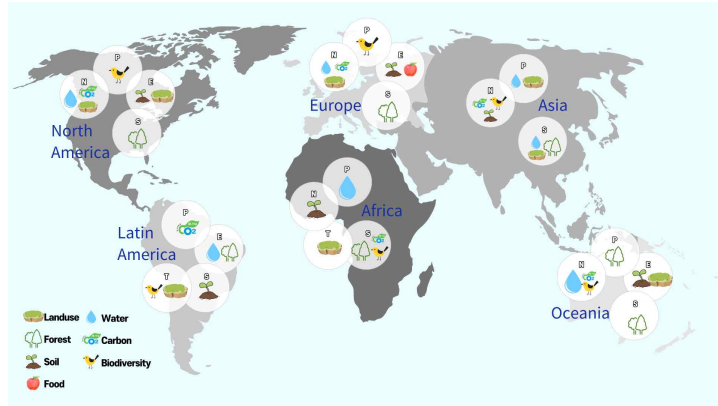 P
N
E
S
North
America
P
N
E
S
Europe
P
N
S
Asia
P
N
T
S
Africa
P
E
T
S
Latin
America
P
N
E
S
Oceania
Landuse
Water
Forest
Carbon
Soil
Biodiversity
Food